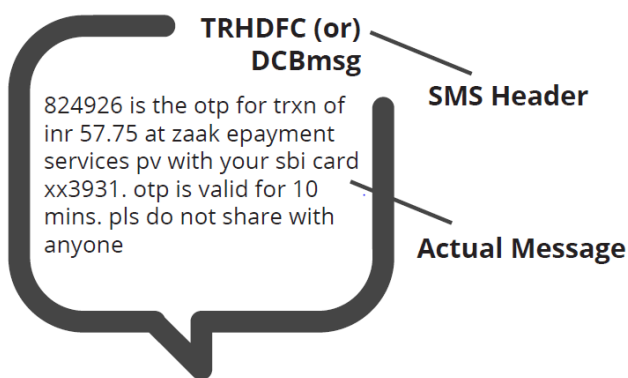 TRHDFC (or)
DCBmsg
SMS Header
824926 is the otp for trxn of
inr 57.75 at zaak epayment
services pv with your sbi card
xx3931. otp is valid for 10
mins. pls do not share with
anyone
Actual Message